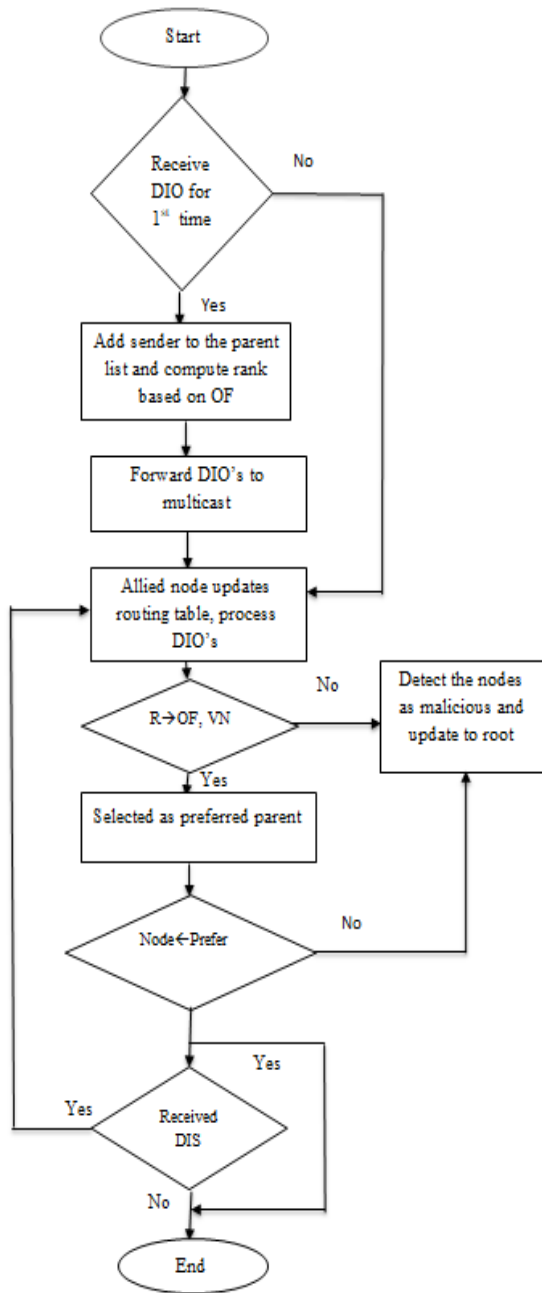 Start
Receive
DIO for
1st time
No
Yes
Add sender to the parent
list and compute rank
based on OF
Forward DIO's to
multicast
Allied node updates
routing table, process
DIO's
R→OF, VN
No
Detect the nodes
as malicious and
update to root
Yes
Selected as preferred parent
Node←Prefer
No
Yes
Yes
Received
DIS
No
End